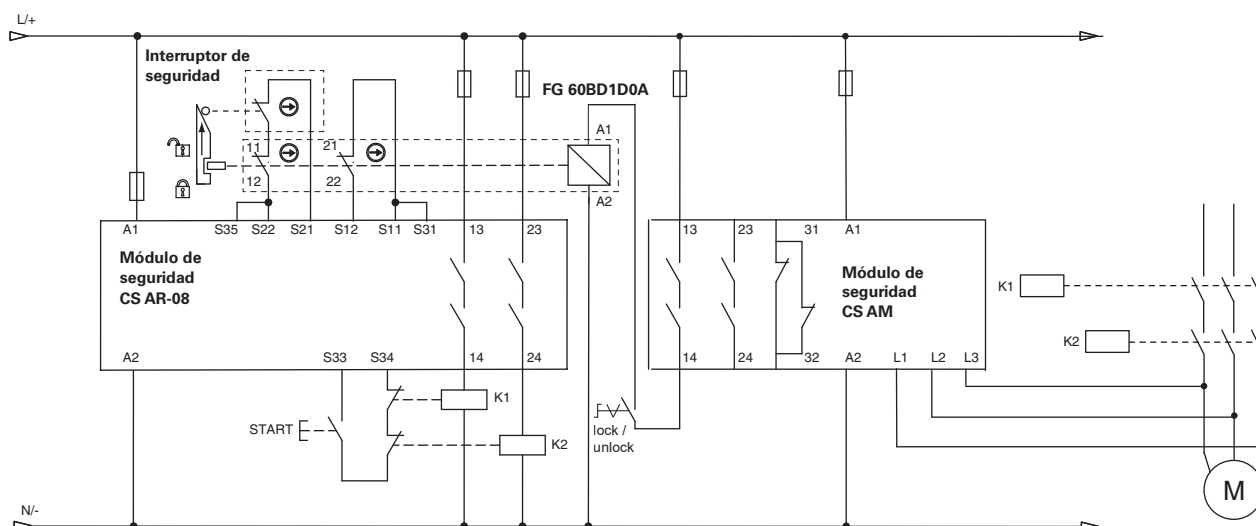 L/+
Interruptor de
seguridad
FG 60BD1D0A
A1
11
21
12
22
A2
A1 S35 S22 S21 S12 S11 S31 13 23
Módulo de
seguridad
CS AR-08
A2 S33 S34 14 24
13 23 31 A1
Módulo de
seguridad
CS AM
14 24 32 A2 L1 L2 L3
K1
K2
K1
START
K2
lock /
unlock
M
N/-